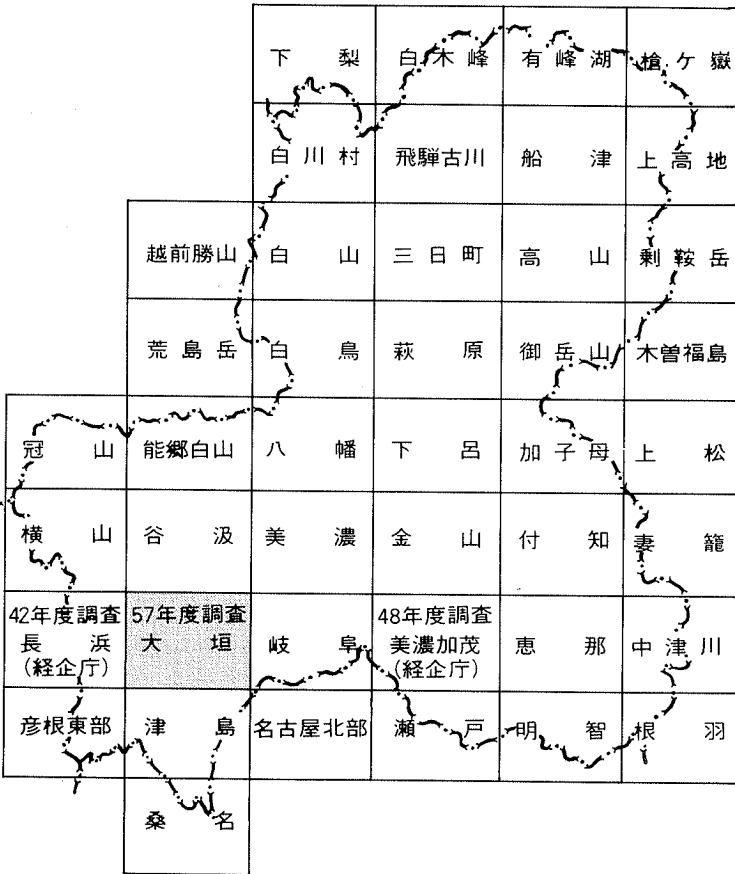 下梨 白木峰 有峰湖 槍ケ嶽
白川村 飛騨古川 船津 上高地
越前勝山 白山 三日町 高山 乗鞍岳
荒島岳 白鳥 萩原 御岳山 木曽福島
冠山 能郷白山 八幡 下呂 加子母 上松
横山 谷汲 美濃 金山 付知 妻籠
42年度調査 57年度調査 48年度調査
長浜 大垣 岐阜 美濃加茂 恵那 中津川
(経企庁) (経企庁)
彦根東部 津島 名古屋北部 瀬戸 明智 根羽
桑名